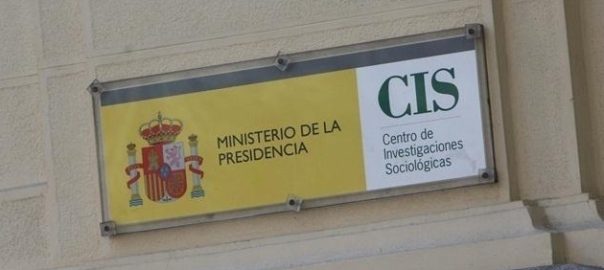 MINISTERIO DE LA
PRESIDENCIA
CIS
Centro de
Investigaciones
Sociológicas